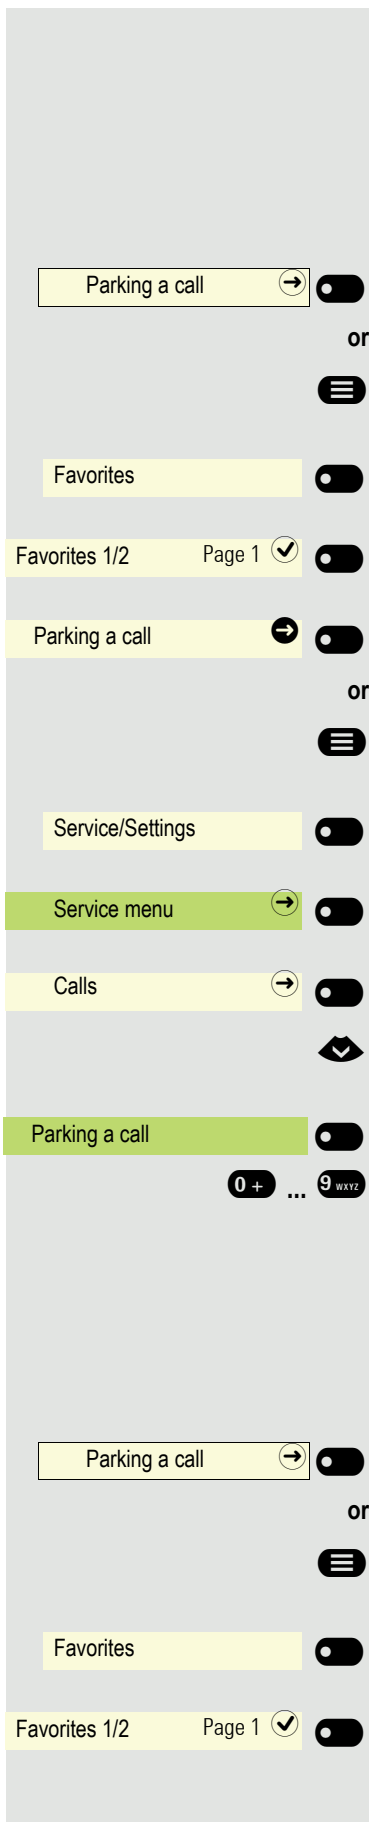 Parking a call
or
Favorites
Favorites 1/2 Page 1
Parking a call
or
Service/Settings
Service menu
Calls
Parking a call
0 + ... 9 WXYZ
Parking a call
or
Favorites
Favorites 1/2 Page 1